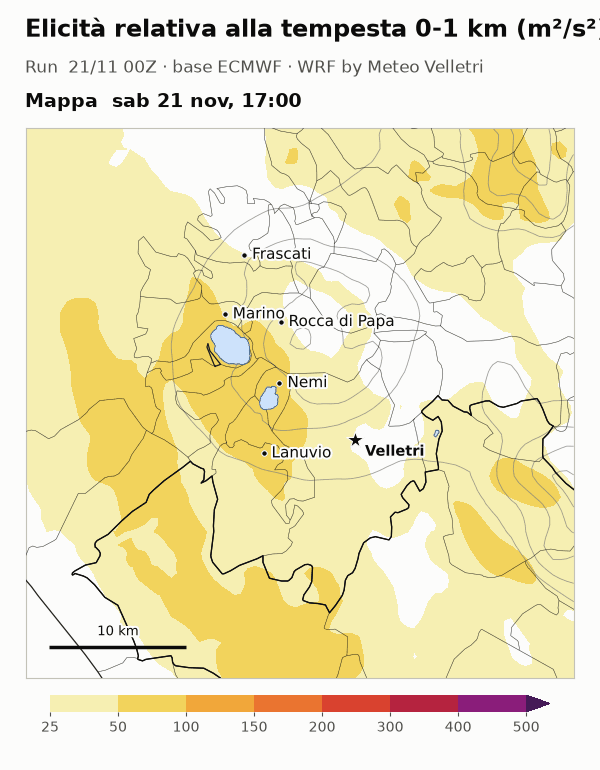 Elicità relativa alla tempesta 0-1 km (m²/s²)
Run  21/11 00Z · base ECMWF · WRF by Meteo Velletri
Mappa  sab 21 nov, 17:00
Frascati
Marino
Rocca di Papa
Nemi
Velletri
Lanuvio
10 km
25 50 100 150 200 300 400 500